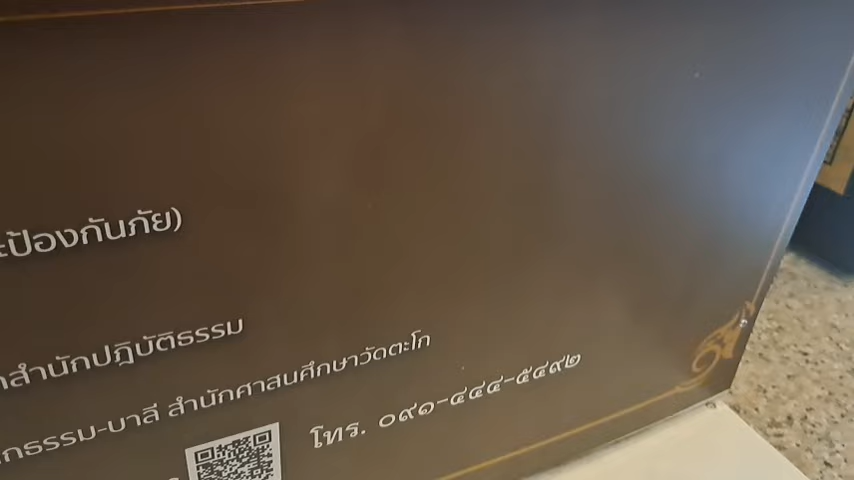 ะป้องกันภัย)
สำนักปฏิบัติธรรม
กธรรม-บาลี สำนักศาสนศึกษาวัดตะโก
โทร. ๐๙๑-๔๔๔-๕๔๙๒